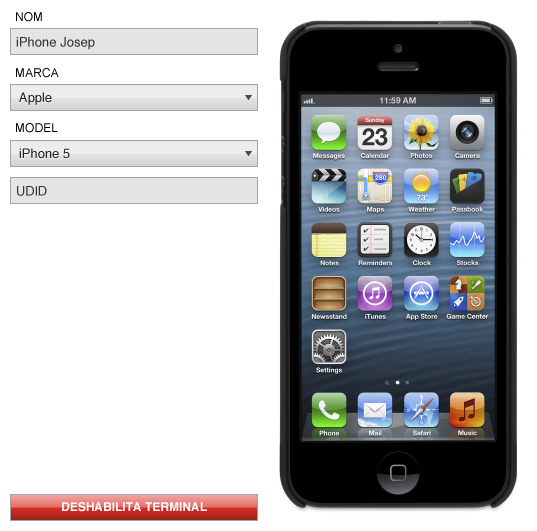 NOM
iPhone Josep
MARCA
Apple
MODEL
iPhone 5
UDID
DESHABILITA TERMINAL
11:59 AM
Sunday
23
280
73°
Messages Calendar Photos Camera
Videos Maps Weather Passbook
Notes Reminders Clock Stocks
Newsstand iTunes App Store Game Center
Settings
Phone Mail Safari Music